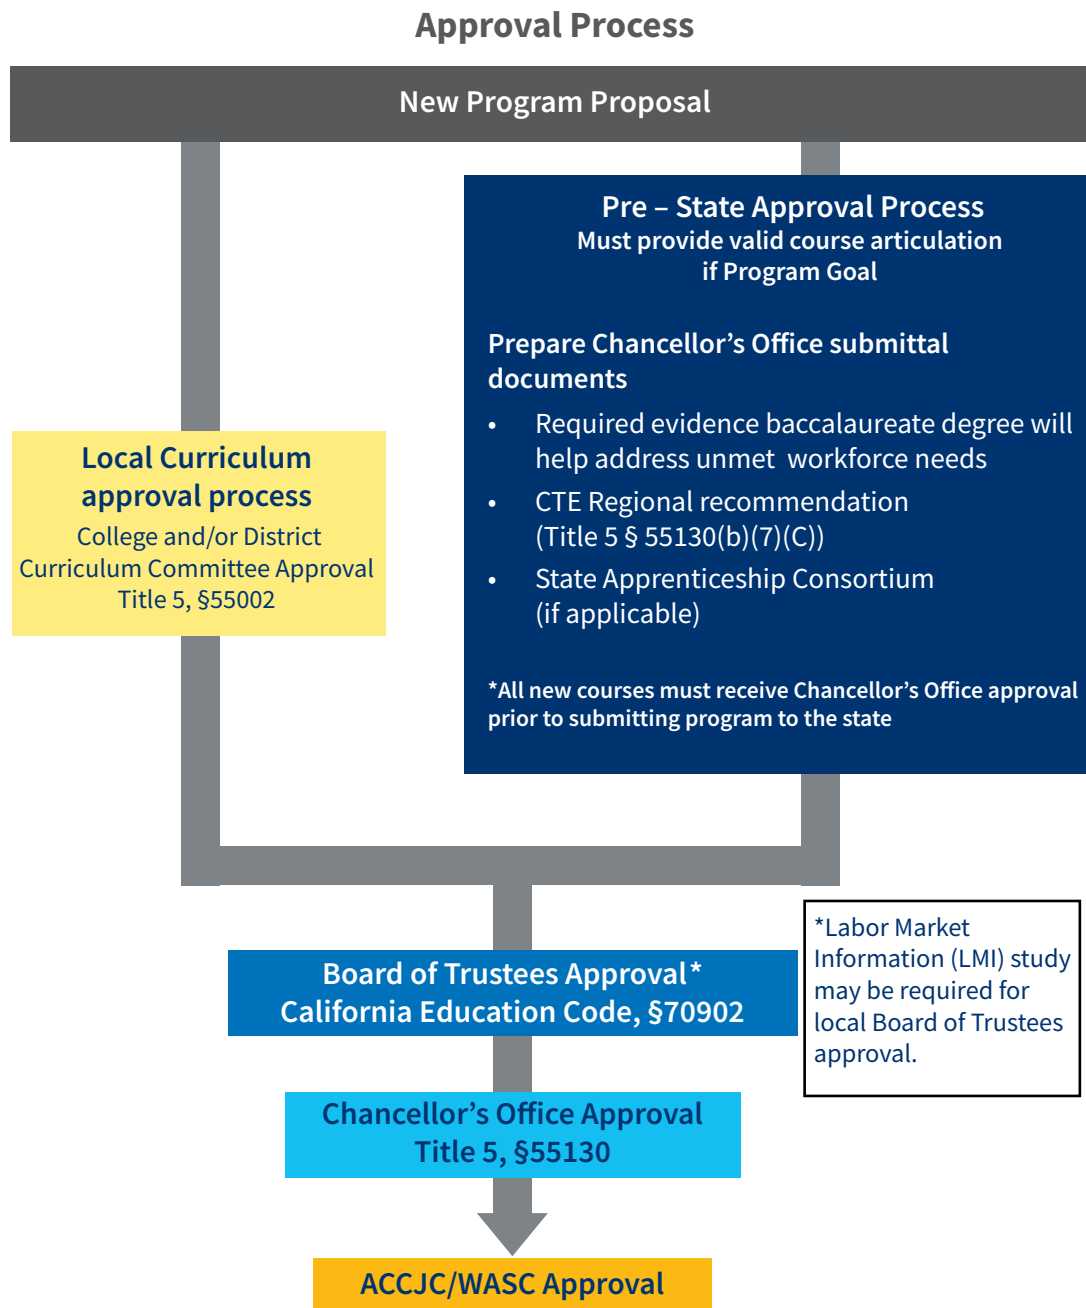 Approval Process
New Program Proposal
Pre – State Approval Process
Must provide valid course articulation
if Program Goal
Prepare Chancellor’s Office submittal
documents
• Required evidence baccalaureate degree will
help address unmet workforce needs
• CTE Regional recommendation
(Title 5 § 55130(b)(7)(C))
• State Apprenticeship Consortium
(if applicable)
*All new courses must receive Chancellor’s Office approval
prior to submitting program to the state
Local Curriculum
approval process
College and/or District
Curriculum Committee Approval
Title 5, §55002
*Labor Market
Information (LMI) study
may be required for
local Board of Trustees
approval.
Board of Trustees Approval*
California Education Code, §70902
Chancellor’s Office Approval
Title 5, §55130
ACCJC/WASC Approval